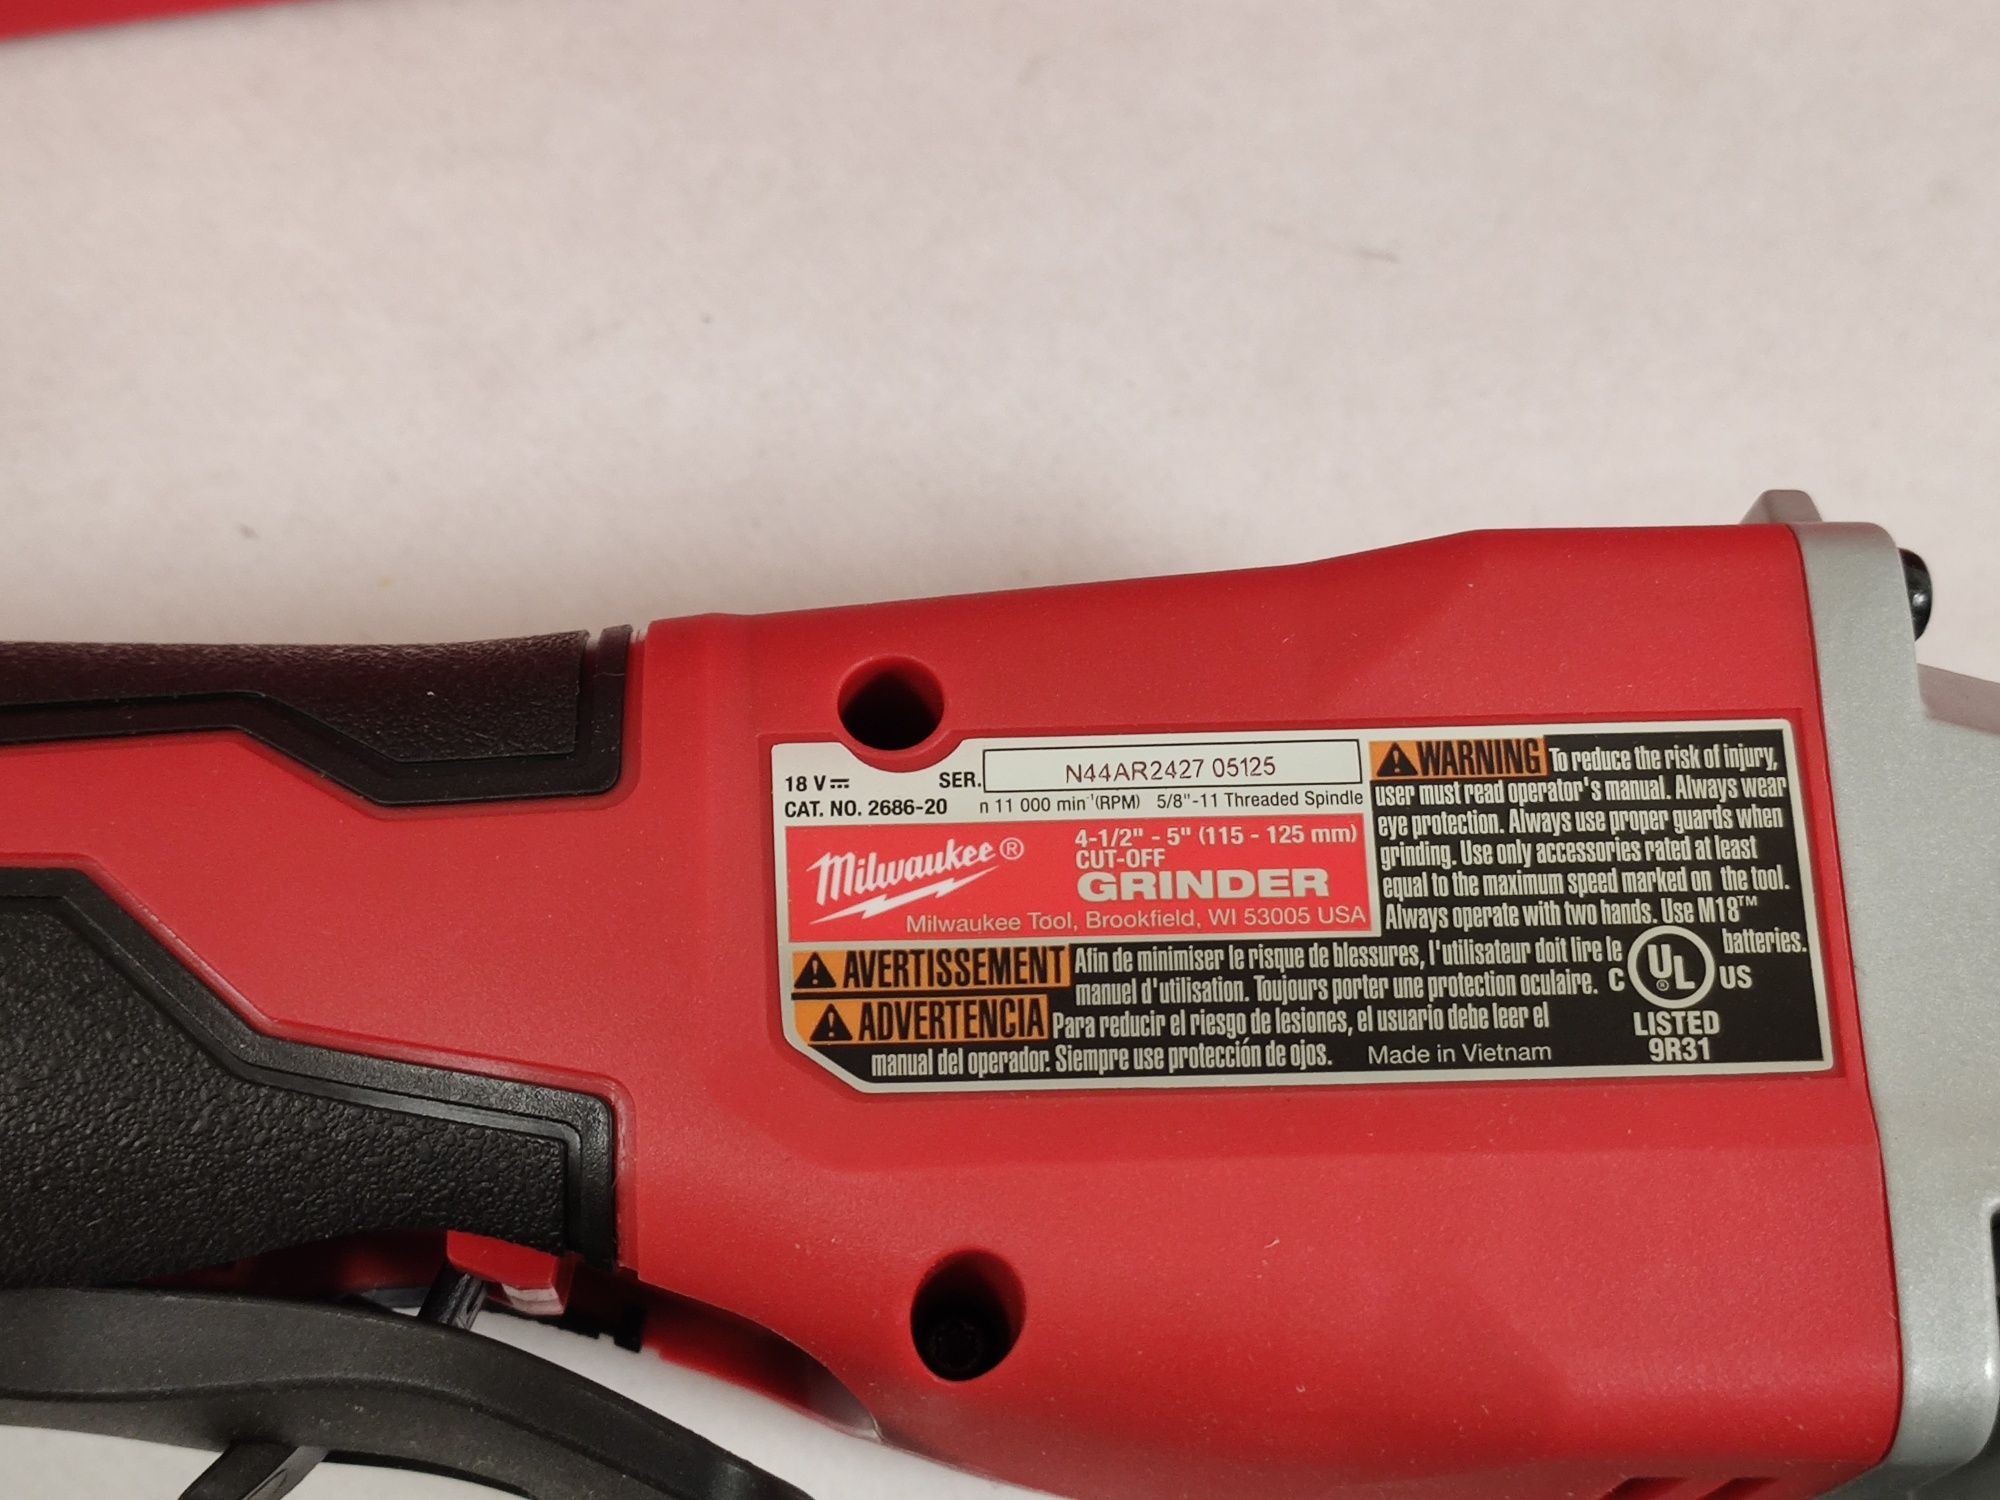 18 V
SER. N44AR2427 05125
CAT. NO. 2686-20 n 11 000 min⁻¹(RPM) 5/8"-11 Threaded Spindle
Milwaukee®
4-1/2" - 5" (115 - 125 mm)
CUT-OFF
GRINDER
Milwaukee Tool, Brookfield, WI 53005 USA
WARNING To reduce the risk of injury,
user must read operator's manual. Always wear
eye protection. Always use proper guards when
grinding. Use only accessories rated at least
equal to the maximum speed marked on the tool.
Always operate with two hands. Use M18™
batteries.
AVERTISSEMENT Afin de minimiser le risque de blessures, l'utilisateur doit lire le
manuel d'utilisation. Toujours porter une protection oculaire.
ADVERTENCIA Para reducir el riesgo de lesiones, el usuario debe leer el
manual del operador. Siempre use protección de ojos. Made in Vietnam
C UL® US
LISTED
9R31